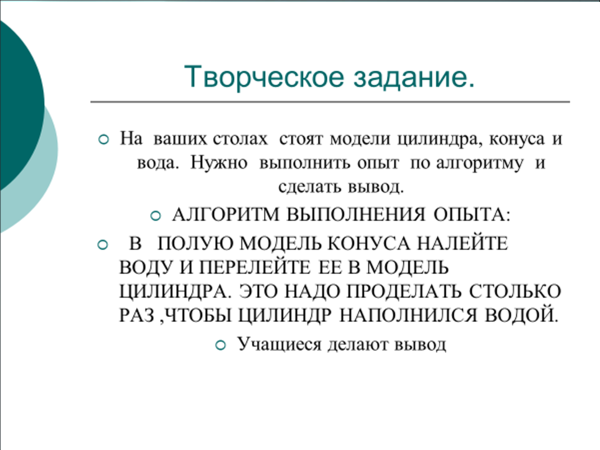 Творческое задание.
На ваших столах стоят модели цилиндра, конуса и
вода. Нужно выполнить опыт по алгоритму и
сделать вывод.
АЛГОРИТМ ВЫПОЛНЕНИЯ ОПЫТА:
В ПОЛУЮ МОДЕЛЬ КОНУСА НАЛЕЙТЕ
ВОДУ И ПЕРЕЛЕЙТЕ ЕЕ В МОДЕЛЬ
ЦИЛИНДРА. ЭТО НАДО ПРОДЕЛАТЬ СТОЛЬКО
РАЗ ,ЧТОБЫ ЦИЛИНДР НАПОЛНИЛСЯ ВОДОЙ.
Учащиеся делают вывод